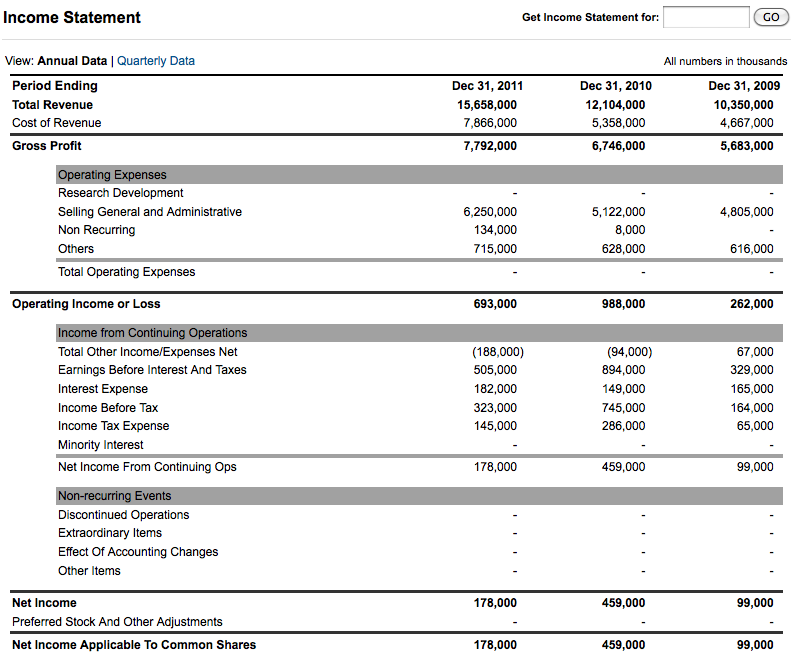 Income Statement
Get Income Statement for: GO
View: Annual Data | Quarterly Data
All numbers in thousands
Period Ending Dec 31, 2011 Dec 31, 2010 Dec 31, 2009
Total Revenue 15,658,000 12,104,000 10,350,000
Cost of Revenue 7,866,000 5,358,000 4,667,000
Gross Profit 7,792,000 6,746,000 5,683,000
Operating Expenses
Research Development - - -
Selling General and Administrative 6,250,000 5,122,000 4,805,000
Non Recurring 134,000 8,000 -
Others 715,000 628,000 616,000
Total Operating Expenses - - -
Operating Income or Loss 693,000 988,000 262,000
Income from Continuing Operations
Total Other Income/Expenses Net (188,000) (94,000) 67,000
Earnings Before Interest And Taxes 505,000 894,000 329,000
Interest Expense 182,000 149,000 165,000
Income Before Tax 323,000 745,000 164,000
Income Tax Expense 145,000 286,000 65,000
Minority Interest - - -
Net Income From Continuing Ops 178,000 459,000 99,000
Non-recurring Events
Discontinued Operations - - -
Extraordinary Items - - -
Effect Of Accounting Changes - - -
Other Items - - -
Net Income 178,000 459,000 99,000
Preferred Stock And Other Adjustments - - -
Net Income Applicable To Common Shares 178,000 459,000 99,000